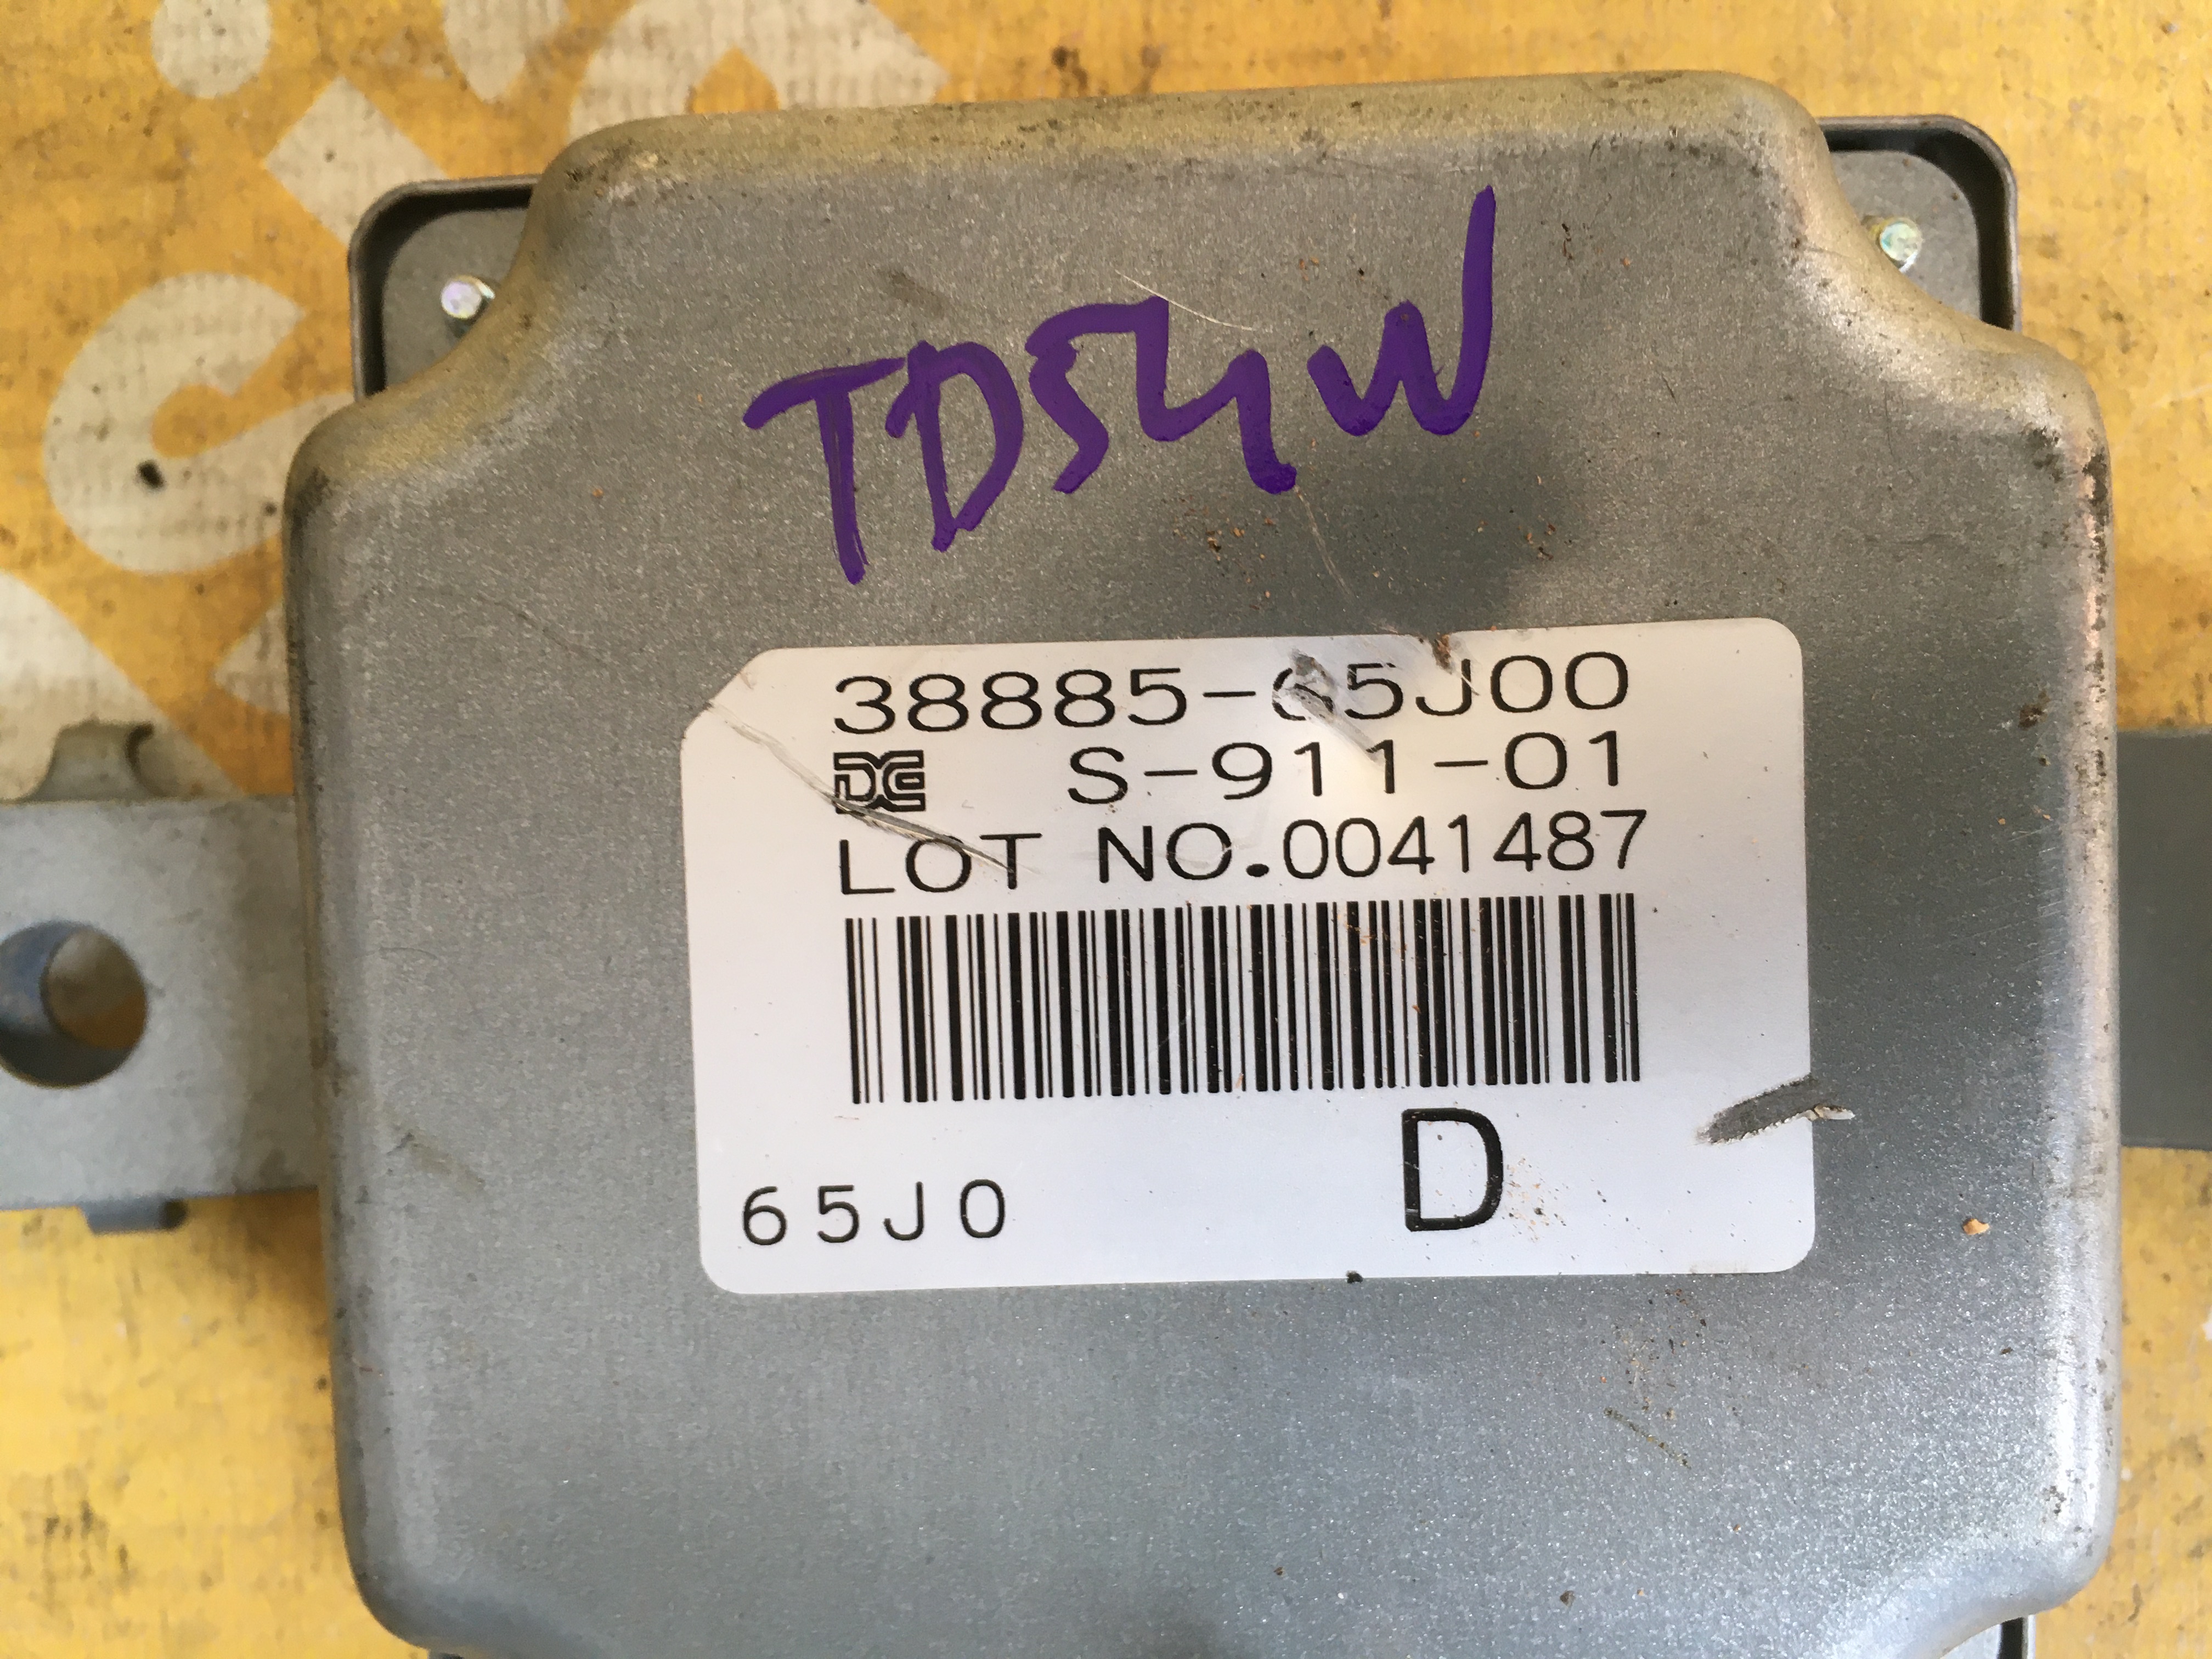 TD54W
38885-65J00
S-911-01
LOT NO.0041487
65J0 D